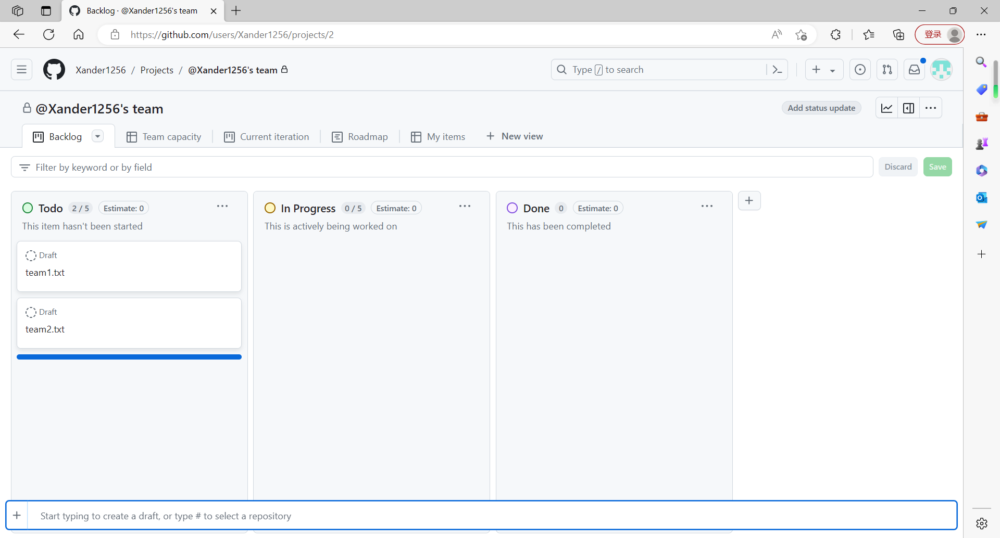 Backlog · @Xander1256's team
https://github.com/users/Xander1256/projects/2
登录
Xander1256 / Projects / @Xander1256's team
Type / to search
@Xander1256's team
Add status update
Backlog
Team capacity
Current iteration
Roadmap
My items
New view
Filter by keyword or by field
Discard
Save
Todo 2 / 5 Estimate: 0
This item hasn't been started
Draft
team1.txt
Draft
team2.txt
In Progress 0 / 5 Estimate: 0
This is actively being worked on
Done 0 Estimate: 0
This has been completed
Start typing to create a draft, or type # to select a repository